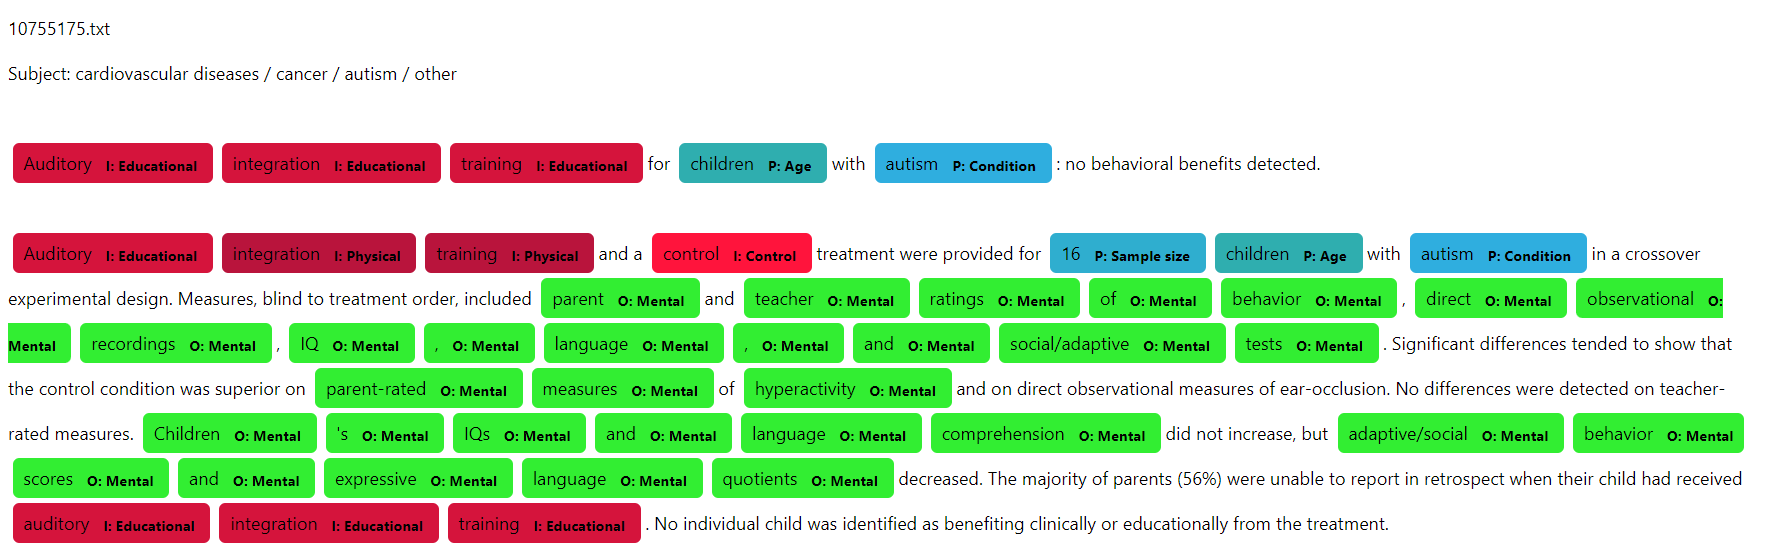 10755175.txt
Subject: cardiovascular diseases / cancer / autism / other
Auditory I: Educational integration I: Educational training I: Educational for children P: Age with autism P: Condition : no behavioral benefits detected.
Auditory I: Educational integration I: Physical training I: Physical and a control I: Control treatment were provided for 16 P: Sample size children P: Age with autism P: Condition in a crossover
experimental design. Measures, blind to treatment order, included parent O: Mental and teacher O: Mental ratings O: Mental of O: Mental behavior O: Mental , direct O: Mental observational O:
Mental recordings O: Mental , IQ O: Mental , O: Mental language O: Mental , O: Mental and O: Mental social/adaptive O: Mental tests O: Mental . Significant differences tended to show that
the control condition was superior on parent-rated O: Mental measures O: Mental of hyperactivity O: Mental and on direct observational measures of ear-occlusion. No differences were detected on teacher-
rated measures. Children O: Mental 's O: Mental IQs O: Mental and O: Mental language O: Mental comprehension O: Mental did not increase, but adaptive/social O: Mental behavior O: Mental
scores O: Mental and O: Mental expressive O: Mental language O: Mental quotients O: Mental decreased. The majority of parents (56%) were unable to report in retrospect when their child had received
auditory I: Educational integration I: Educational training I: Educational . No individual child was identified as benefiting clinically or educationally from the treatment.